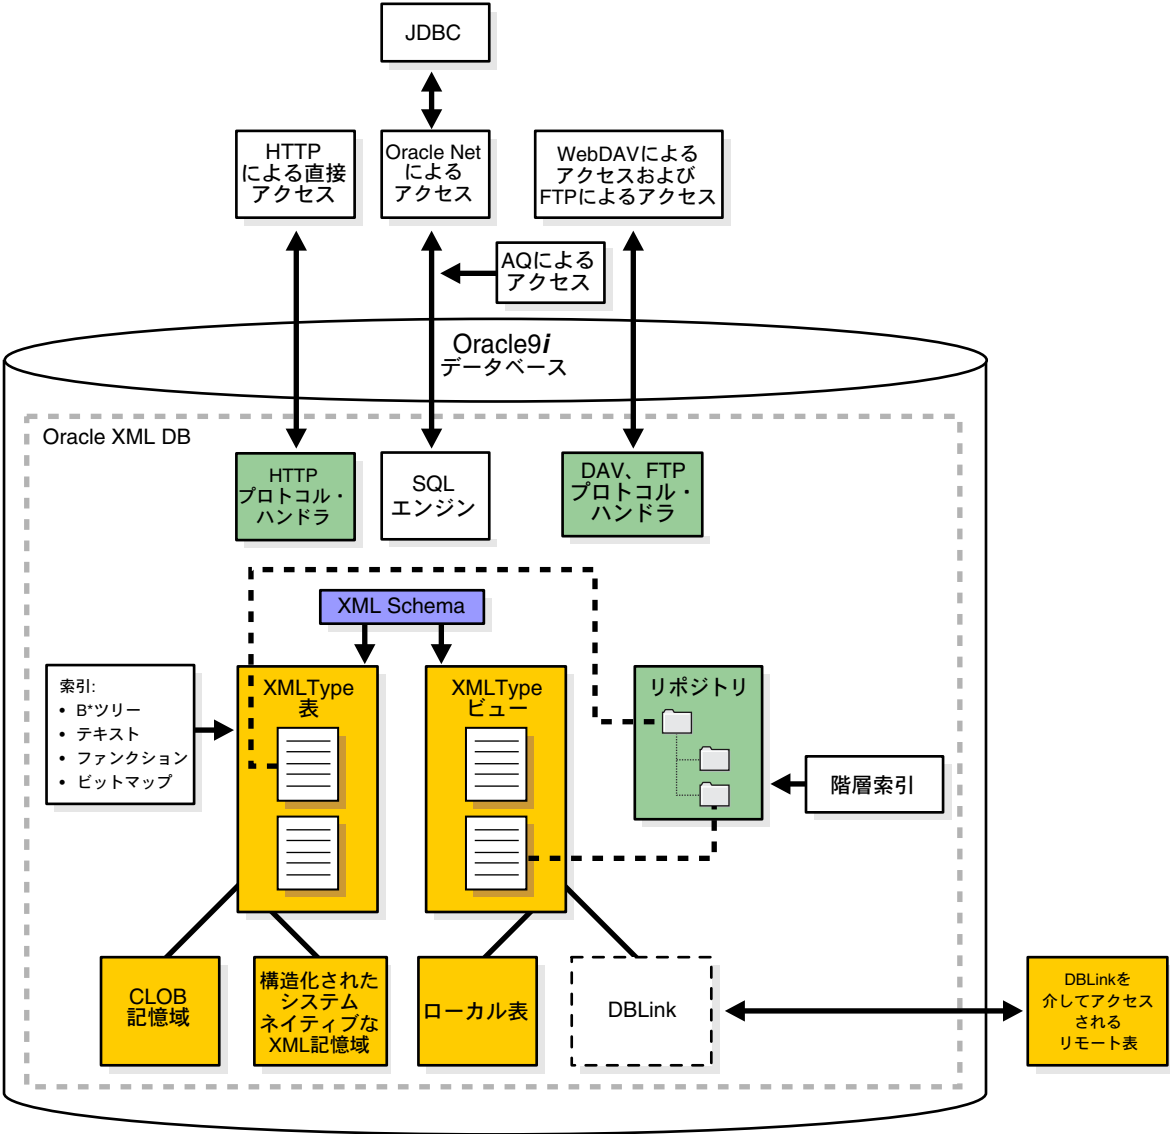 JDBC
HTTP
による直接
アクセス
Oracle Net
による
アクセス
WebDAVによる
アクセスおよび
FTPによるアクセス
AQによる
アクセス
Oracle9i
データベース
Oracle XML DB
HTTP
プロトコル・
ハンドラ
SQL
エンジン
DAV、FTP
プロトコル・
ハンドラ
XML Schema
索引:
• B*ツリー
• テキスト
• ファンクション
• ビットマップ
XMLType
表
XMLType
ビュー
リポジトリ
階層索引
CLOB
記憶域
構造化された
システム
ネイティブな
XML記憶域
ローカル表
DBLink
DBLinkを
介してアクセス
される
リモート表